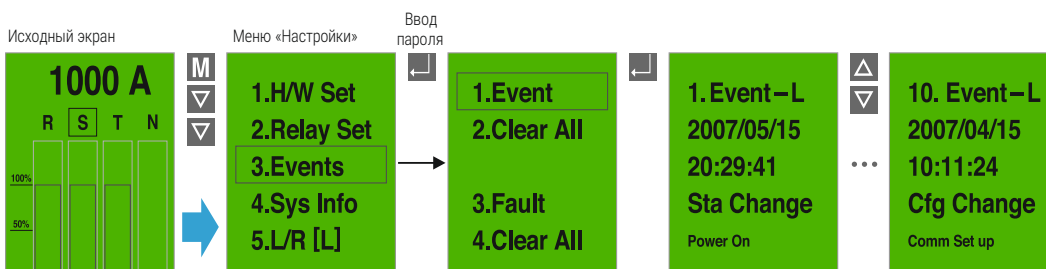 Исходный экран
1000 A
R S T N
100%
50%
M
Меню «Настройки»
1.H/W Set
2.Relay Set
3.Events
4.Sys Info
5.L/R [L]
Ввод
пароля
1.Event
2.Clear All
3.Fault
4.Clear All
1. Event–L
2007/05/15
20:29:41
Sta Change
Power On
•••
10. Event–L
2007/04/15
10:11:24
Cfg Change
Comm Set up